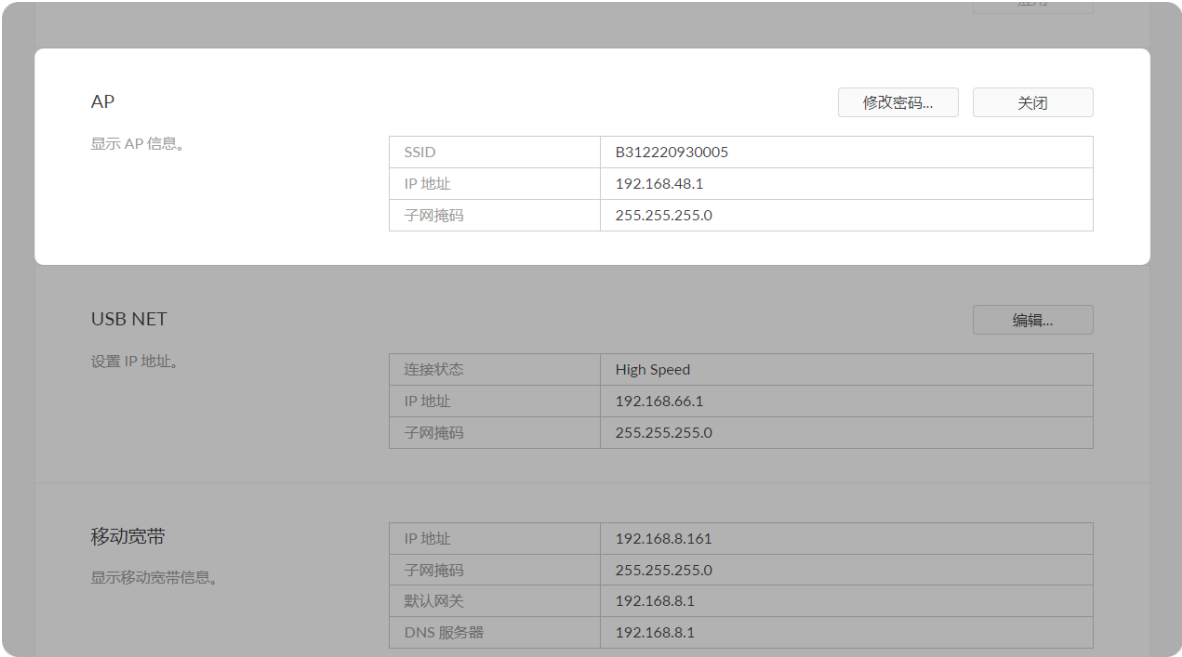 AP
修改密码...
关闭
显示 AP 信息。
SSID
B312220930005
IP 地址
192.168.48.1
子网掩码
255.255.255.0
USB NET
编辑...
设置 IP 地址。
连接状态
High Speed
IP 地址
192.168.66.1
子网掩码
255.255.255.0
移动宽带
显示移动宽带信息。
IP 地址
192.168.8.161
子网掩码
255.255.255.0
默认网关
192.168.8.1
DNS 服务器
192.168.8.1